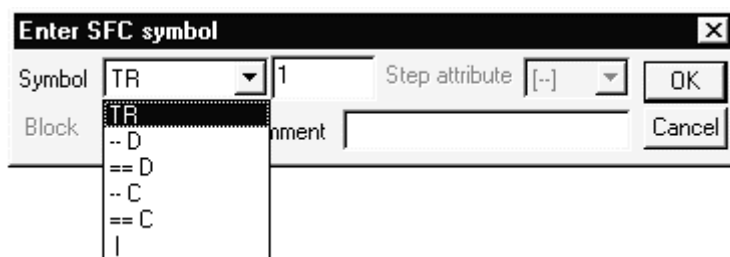 Enter SFC symbol
Symbol TR 1 Step attribute [--] OK
Block mment Cancel
TR
-- D
== D
-- C
== C
|